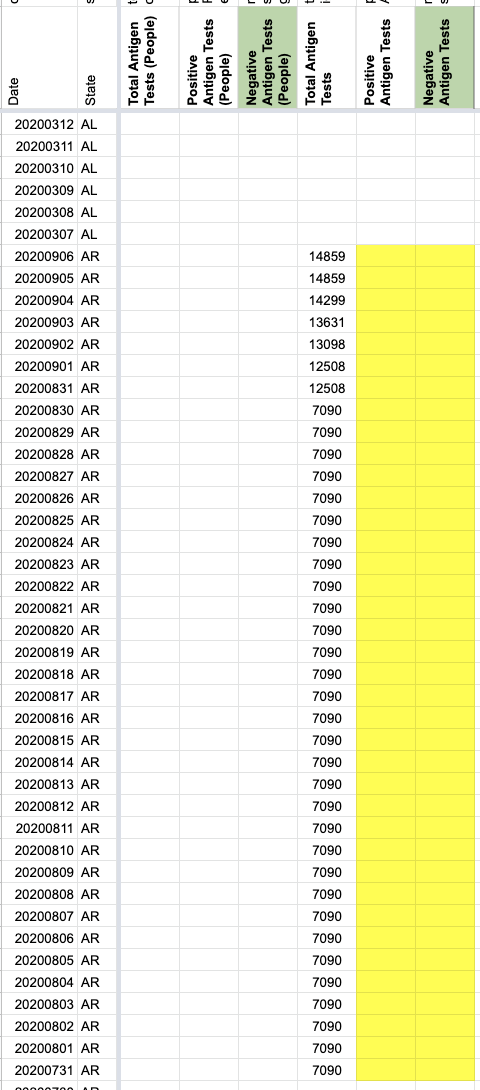 Date State Total Antigen Tests (People) Positive Antigen Tests (People) Negative Antigen Tests (People) Total Antigen Tests Positive Antigen Tests Negative Antigen Tests
20200312 AL
20200311 AL
20200310 AL
20200309 AL
20200308 AL
20200307 AL
20200906 AR 14859
20200905 AR 14859
20200904 AR 14299
20200903 AR 13631
20200902 AR 13098
20200901 AR 12508
20200831 AR 12508
20200830 AR 7090
20200829 AR 7090
20200828 AR 7090
20200827 AR 7090
20200826 AR 7090
20200825 AR 7090
20200824 AR 7090
20200823 AR 7090
20200822 AR 7090
20200821 AR 7090
20200820 AR 7090
20200819 AR 7090
20200818 AR 7090
20200817 AR 7090
20200816 AR 7090
20200815 AR 7090
20200814 AR 7090
20200813 AR 7090
20200812 AR 7090
20200811 AR 7090
20200810 AR 7090
20200809 AR 7090
20200808 AR 7090
20200807 AR 7090
20200806 AR 7090
20200805 AR 7090
20200804 AR 7090
20200803 AR 7090
20200802 AR 7090
20200801 AR 7090
20200731 AR 7090